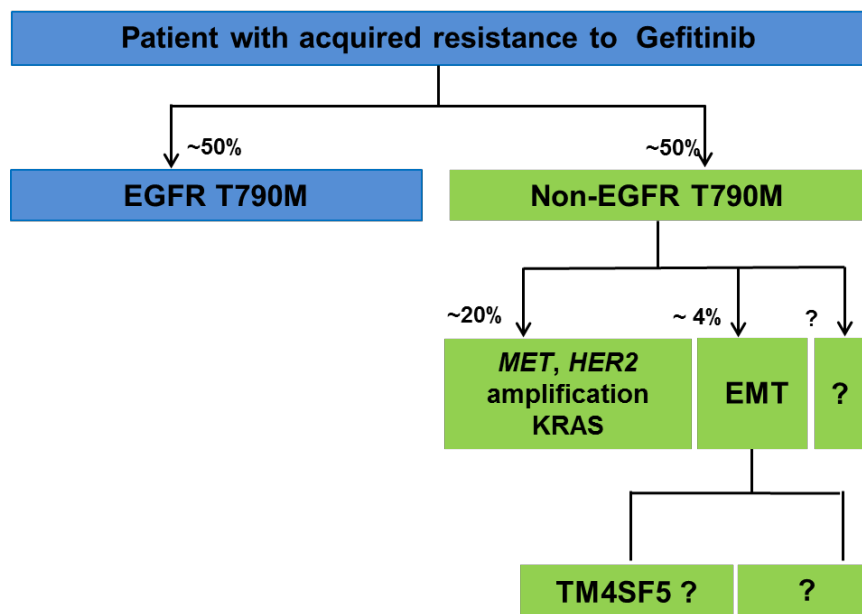 Patient with acquired resistance to Gefitinib
~50%
~50%
EGFR T790M
Non-EGFR T790M
~20%
~ 4%
?
MET, HER2
amplification
KRAS
EMT
?
TM4SF5 ?
?